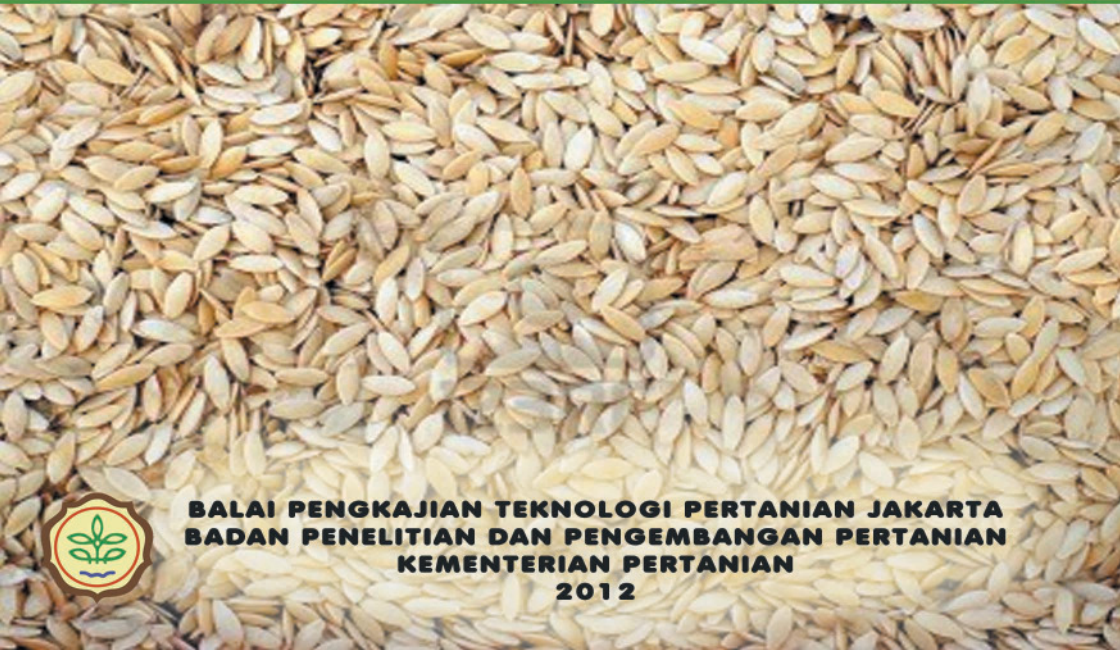 BALAI PENGKAJIAN TEKNOLOGI PERTANIAN JAKARTA
BADAN PENELITIAN DAN PENGEMBANGAN PERTANIAN
KEMENTERIAN PERTANIAN
2012